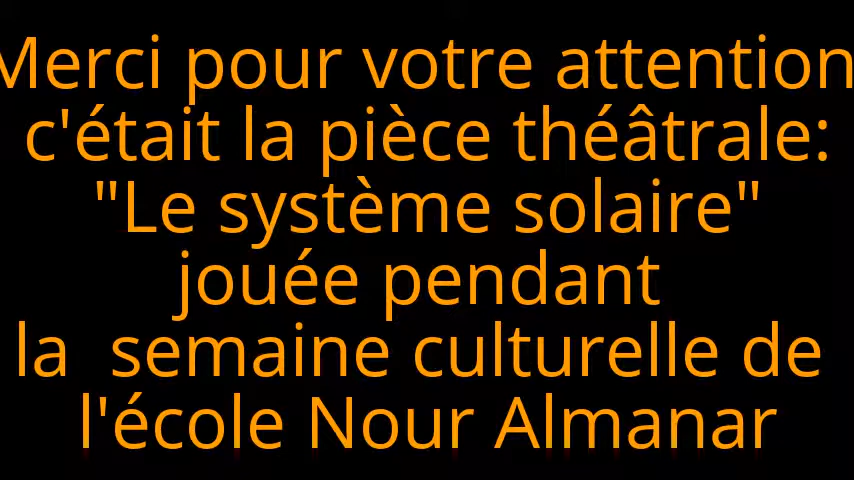 Merci pour votre attention
c'était la pièce théâtrale:
"Le système solaire"
jouée pendant
la  semaine culturelle de
l'école Nour Almanar